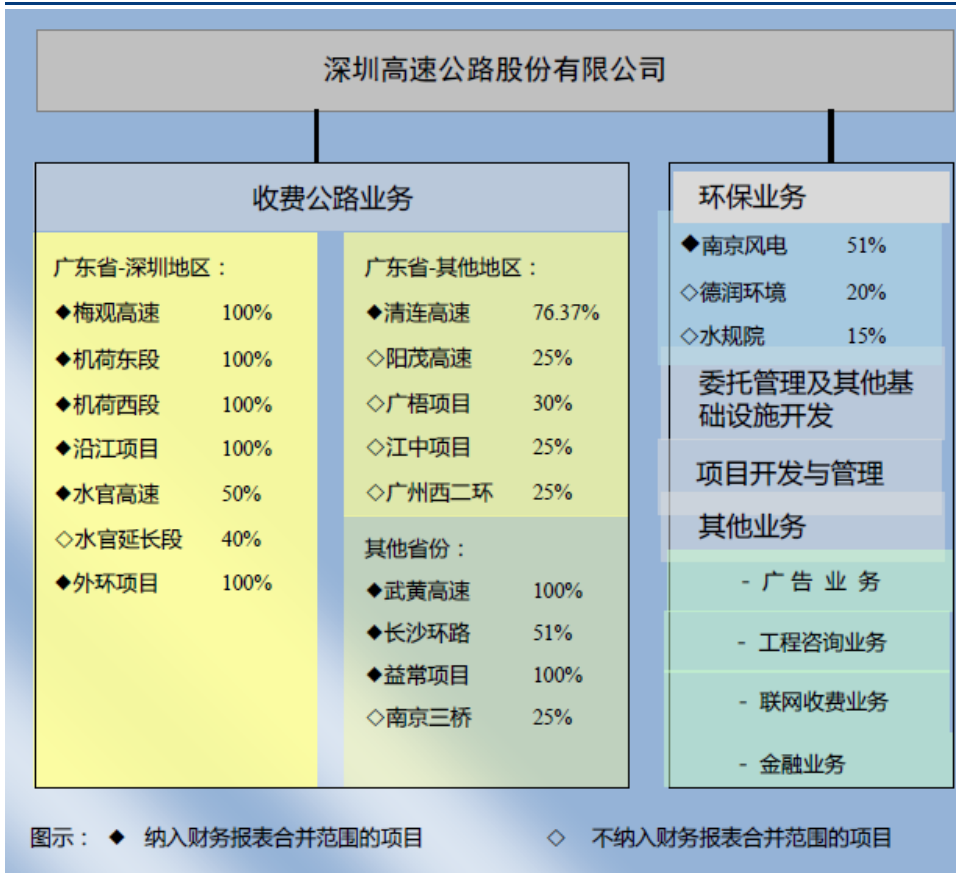 深圳高速公路股份有限公司
收费公路业务
广东省-深圳地区：
◆梅观高速 100%
◆机荷东段 100%
◆机荷西段 100%
◆沿江项目 100%
◆水官高速 50%
◇水官延长段 40%
◆外环项目 100%
广东省-其他地区：
◆清连高速 76.37%
◇阳茂高速 25%
◇广梧项目 30%
◇江中项目 25%
◇广州西二环 25%
其他省份：
◆武黄高速 100%
◆长沙环路 51%
◆益常项目 100%
◇南京三桥 25%
环保业务
◆南京风电 51%
◇德润环境 20%
◇水规院 15%
委托管理及其他基
础设施开发
项目开发与管理
其他业务
- 广告业务
- 工程咨询业务
- 联网收费业务
- 金融业务
图示：◆ 纳入财务报表合并范围的项目 ◇ 不纳入财务报表合并范围的项目